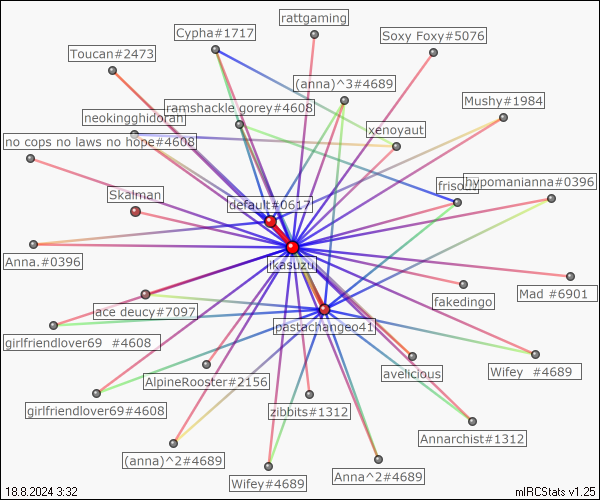 rattgaming
Cypha#1717
Soxy Foxy#5076
Toucan#2473
(anna)^3#4689
Mushy#1984
ramshackle gorey#4608
neokingghidorah
xenoyaut
no cops no laws no hope#4608
hypomanianna#0396
Skalman
default#0617
Anna.#0396
jkasuzu
Mad #6901
fakedingo
ace deucy#7097
pastachangeo41
girlfriendlover69 #4608
avelicious
Wifey #4689
AlpineRooster#2156
girlfriendlover69#4608
zibbits#1312
Annarchist#1312
(anna)^2#4689
Wifey#4689
Anna^2#4689
18.8.2024 3:32
mIRCStats v1.25